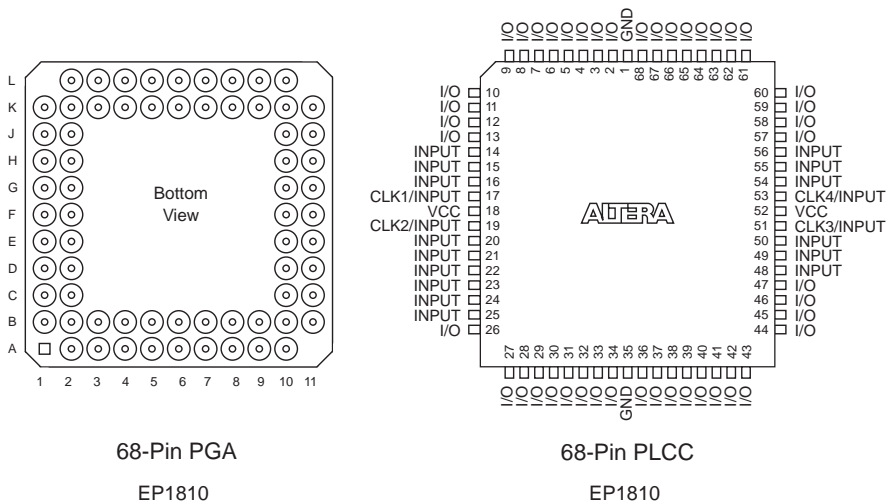 L
K
J
H
G
F
E
D
C
B
A
1 2 3 4 5 6 7 8 9 10 11
Bottom
View
68-Pin PGA
EP1810
I/O I/O I/O I/O I/O I/O I/O I/O GND I/O I/O I/O I/O I/O I/O I/O I/O
9 8 7 6 5 4 3 2 1 68 67 66 65 64 63 62 61
I/O 10
I/O 11
I/O 12
I/O 13
INPUT 14
INPUT 15
INPUT 16
CLK1/INPUT 17
VCC 18
CLK2/INPUT 19
INPUT 20
INPUT 21
INPUT 22
INPUT 23
INPUT 24
INPUT 25
I/O 26
ALTERA
60 I/O
59 I/O
58 I/O
57 I/O
56 INPUT
55 INPUT
54 INPUT
53 CLK4/INPUT
52 VCC
51 CLK3/INPUT
50 INPUT
49 INPUT
48 INPUT
47 I/O
46 I/O
45 I/O
44 I/O
27 28 29 30 31 32 33 34 35 36 37 38 39 40 41 42 43
I/O I/O I/O I/O I/O I/O I/O I/O GND I/O I/O I/O I/O I/O I/O I/O I/O
68-Pin PLCC
EP1810